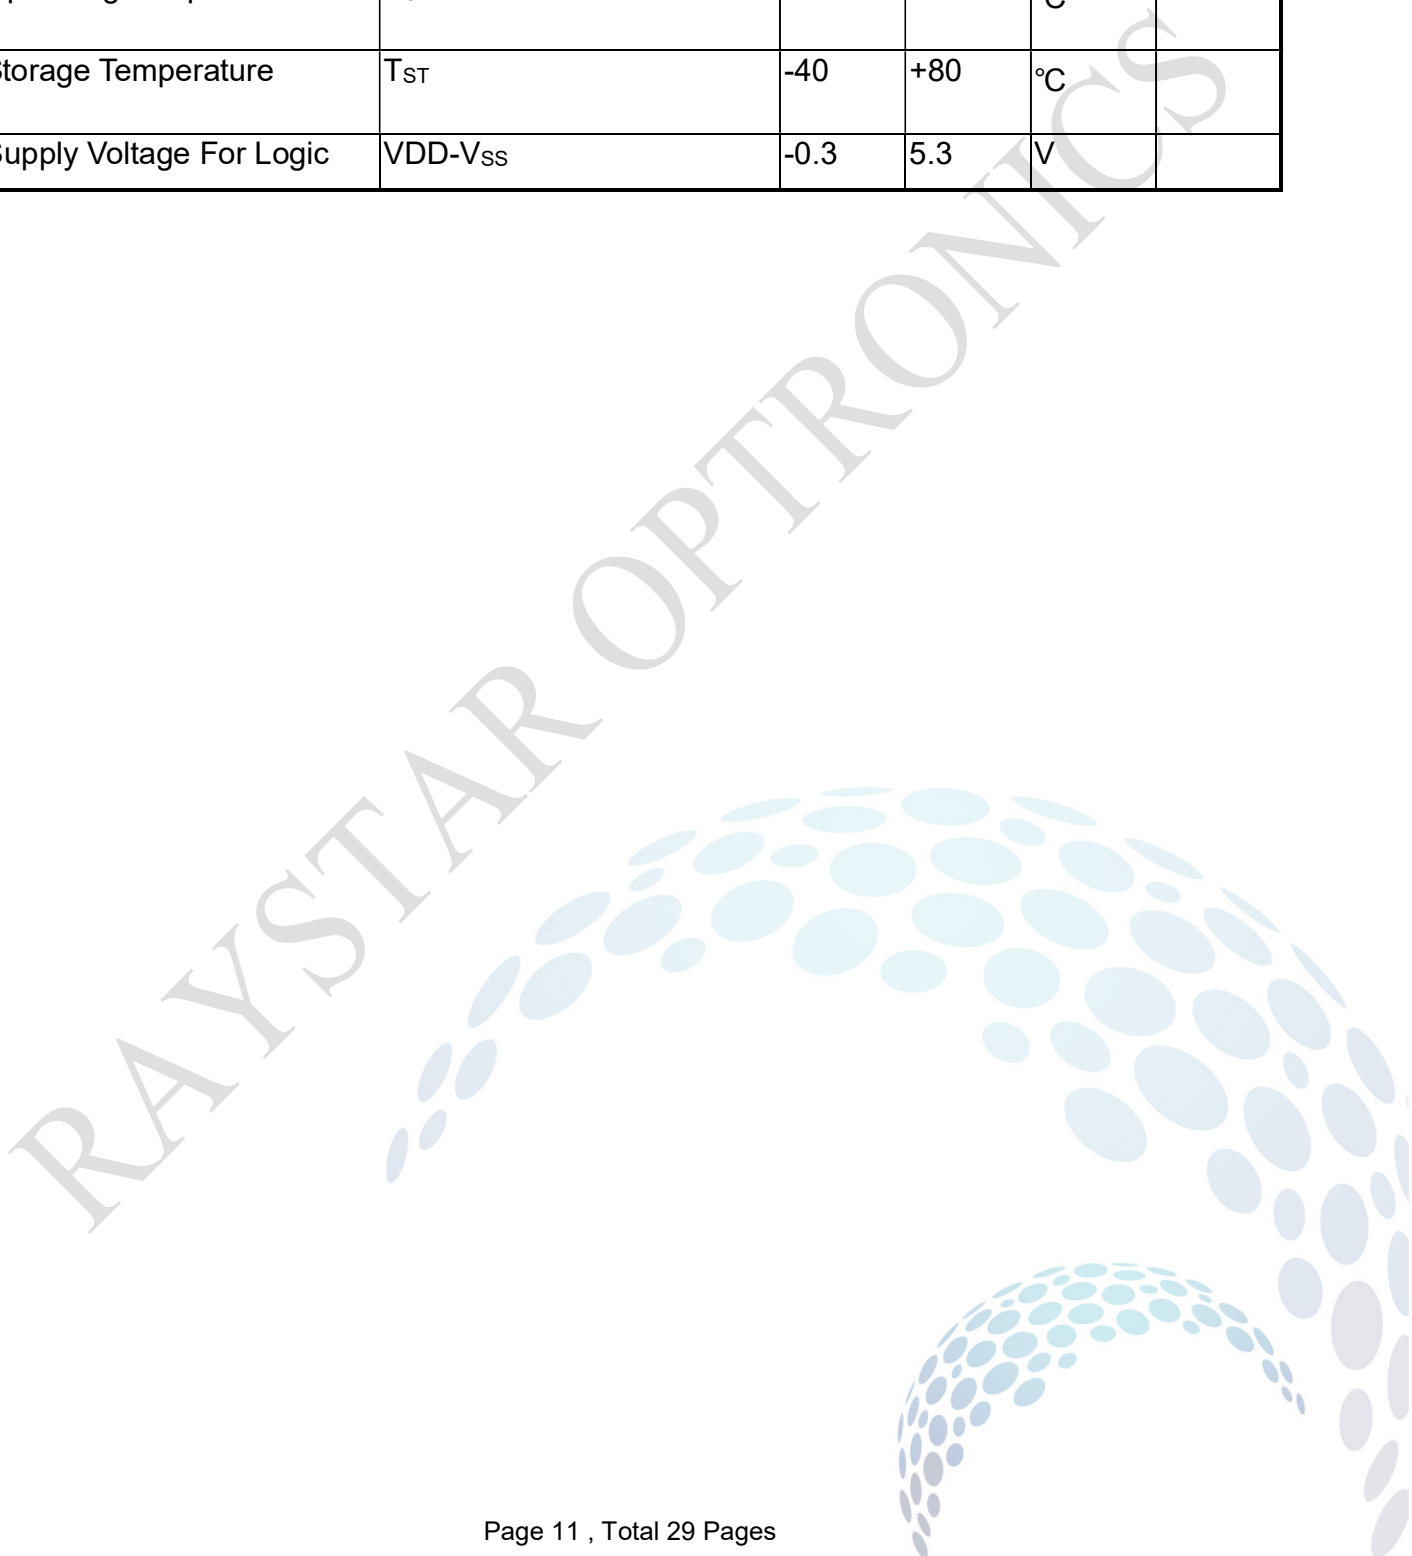 ℃
Storage Temperature TST -40 +80 ℃
Supply Voltage For Logic VDD-VSS -0.3 5.3 V
RAYSTAR OPTRONICS
Page 11 , Total 29 Pages